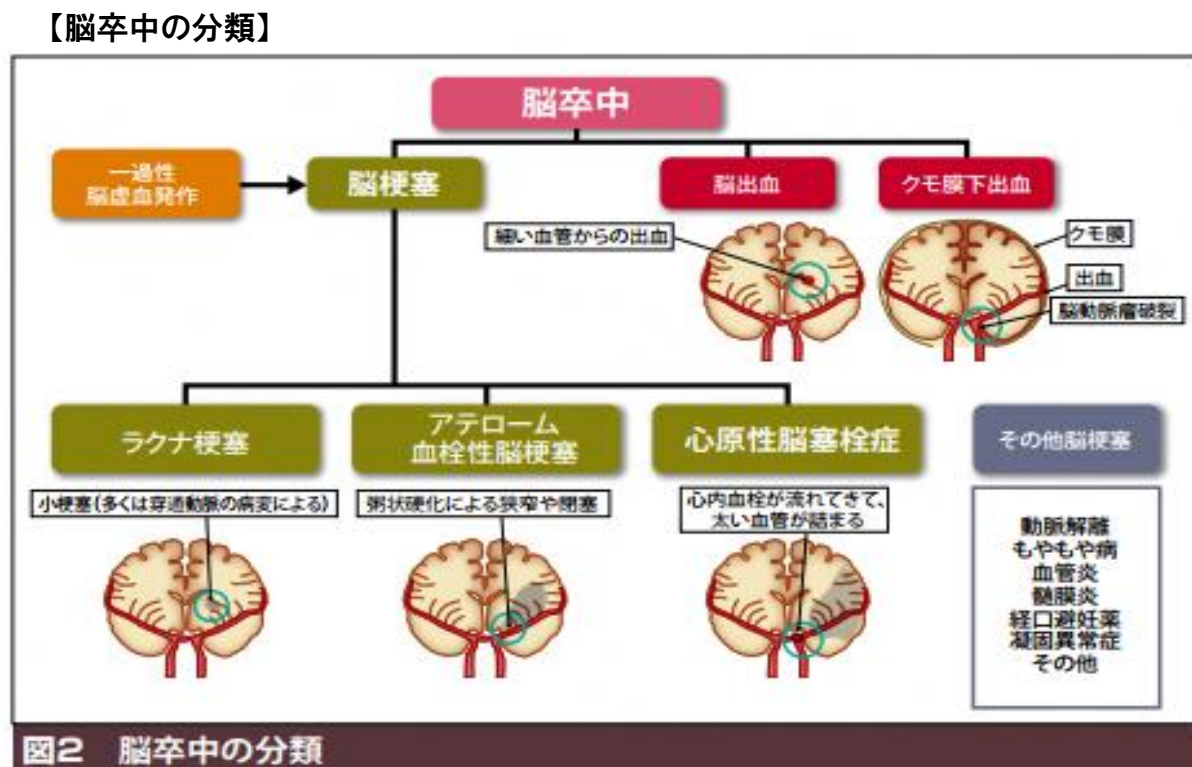 【脳卒中の分類】
脳卒中
一過性
脳虚血発作
脳梗塞
脳出血
クモ膜下出血
細い血管からの出血
クモ膜
出血
脳動脈瘤破裂
ラクナ梗塞
アテローム
血栓性脳梗塞
心原性脳塞栓症
その他脳梗塞
小梗塞(多くは穿通動脈の病変による)
粥状硬化による狭窄や閉塞
心内血栓が流れてきて、
太い血管が詰まる
動脈解離
もやもや病
血管炎
髄膜炎
経口避妊薬
凝固異常症
その他
図2 脳卒中の分類